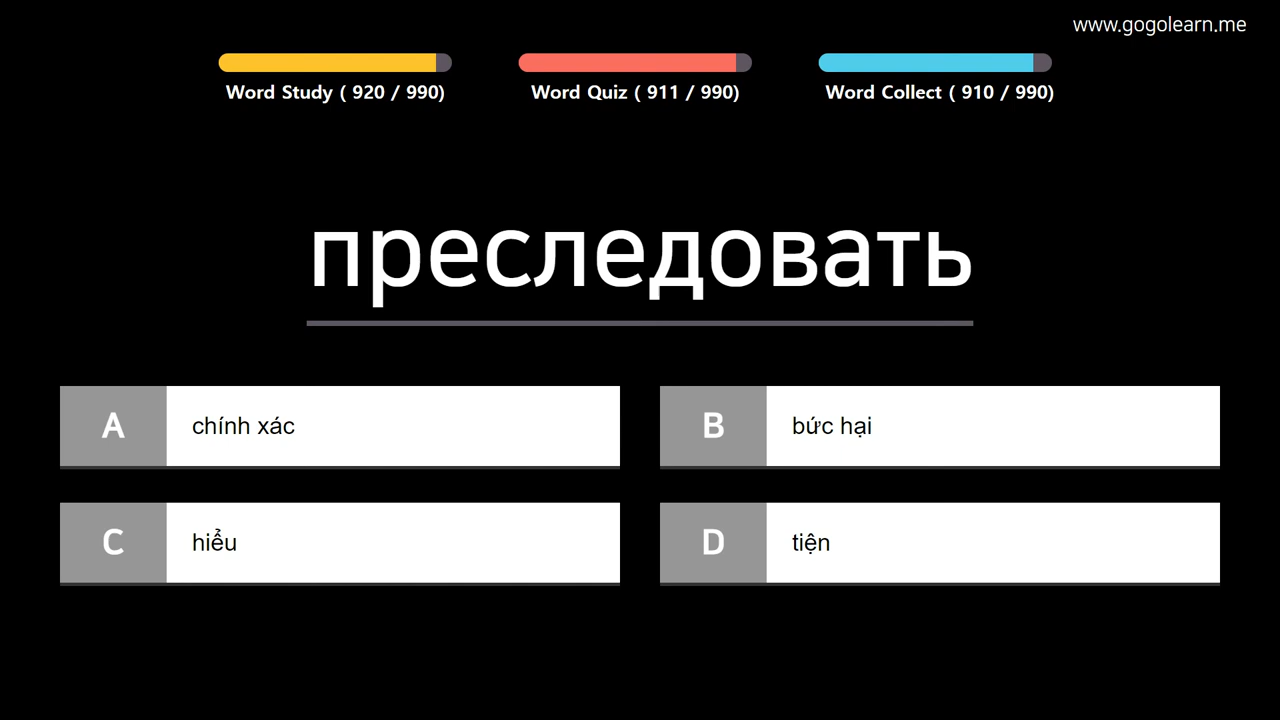 www.gogolearn.me
Word Study ( 920 / 990)
Word Quiz ( 911 / 990)
Word Collect ( 910 / 990)
преследовать
A chính xác
B bức hại
C hiểu
D tiện